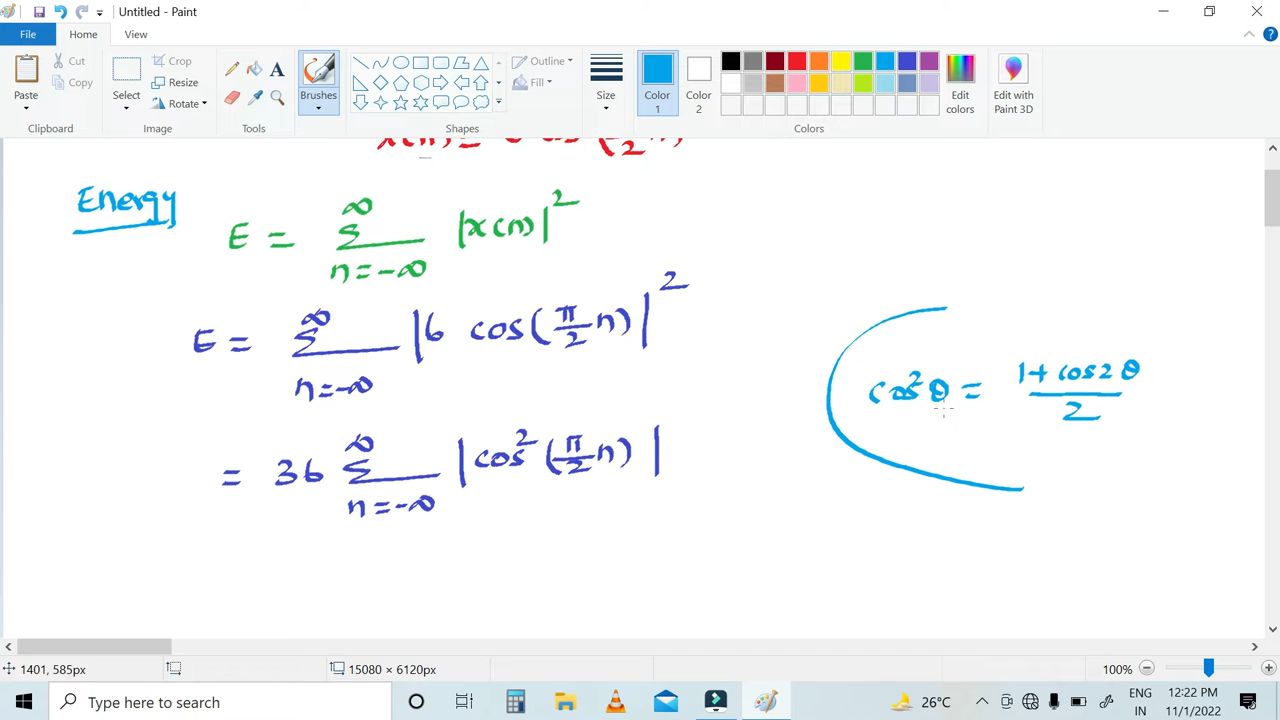 Untitled - Paint
File Home View
Paste Cut Copy Clipboard
Select Crop Resize Rotate Image
Tools
Brushes
Outline Fill Shapes
Size
Color 1 Color 2 Edit colors Edit with Paint 3D Colors
Energy
E = ∞ Σ n=-∞ |x(n)|²
E = ∞ Σ n=-∞ |6 cos(π/2 n)|²
cos²θ = (1+cos2θ)/2
= 36 ∞ Σ n=-∞ |cos²(π/2 n)|
1401, 585px 15080 × 6120px 100%
Type here to search 26°C ENG IN 12:22 PM 11/1/2022